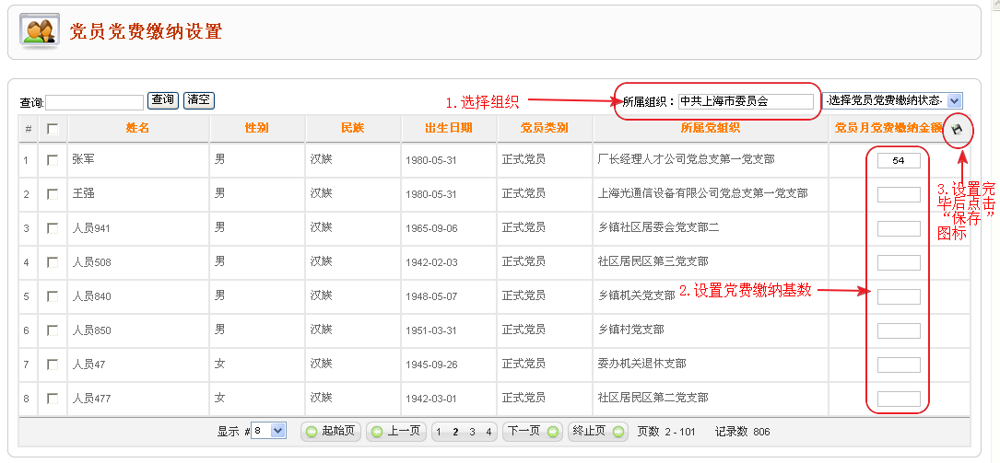 党员党费缴纳设置
查询: 查询 清空 1.选择组织 所属组织： 中共上海市委员会 -选择党员党费缴纳状态-
# 姓名 性别 民族 出生日期 党员类别 所属党组织 党员月党费缴纳金额
1 张军 男 汉族 1980-05-31 正式党员 厂长经理人才公司党总支第一党支部 54
2 王强 男 汉族 1980-05-31 正式党员 上海光通信设备有限公司党总支第一党支部
3.设置完
毕后点击
“保存”
图标
3 人员941 男 汉族 1965-09-06 正式党员 乡镇社区居委会党支部二
4 人员508 男 汉族 1942-02-03 正式党员 社区居民区第三党支部
5 人员840 男 汉族 1948-05-07 正式党员 乡镇机关党支部 2.设置党费缴纳基数
6 人员850 男 汉族 1951-03-31 正式党员 乡镇村党支部
7 人员47 女 汉族 1945-09-26 正式党员 委办机关退休支部
8 人员477 女 汉族 1942-03-01 正式党员 社区居民区第二党支部
显示 # 8 起始页 上一页 1 2 3 4 下一页 终止页 页数 2 - 101 记录数 806